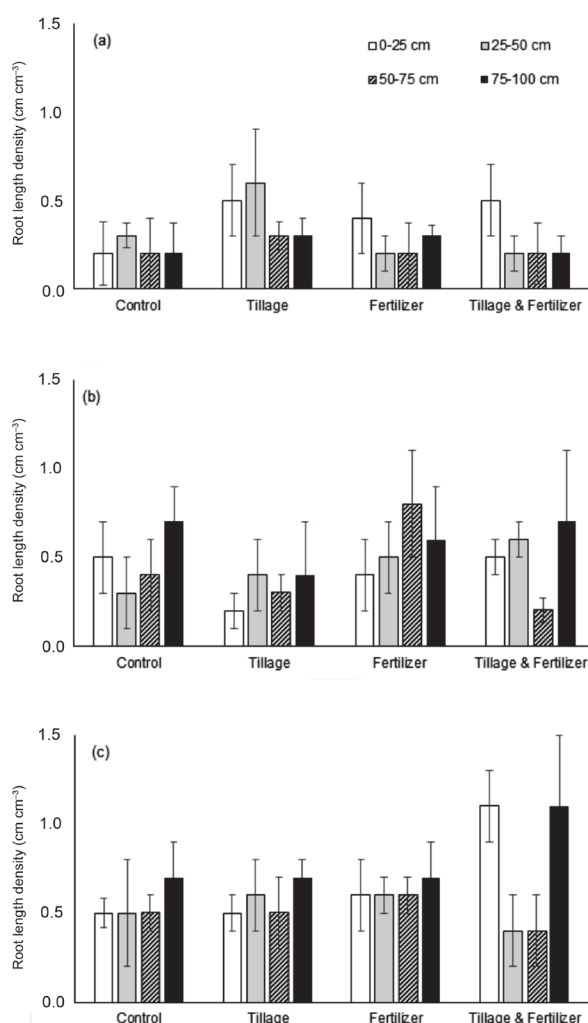 (a)
0-25 cm 25-50 cm
50-75 cm 75-100 cm
Root length density (cm cm⁻³)
1.5
1.0
0.5
0.0
Control Tillage Fertilizer Tillage & Fertilizer
(b)
Root length density (cm cm⁻³)
1.5
1.0
0.5
0.0
Control Tillage Fertilizer Tillage & Fertilizer
(c)
Root length density (cm cm⁻³)
1.5
1.0
0.5
0.0
Control Tillage Fertilizer Tillage & Fertilizer